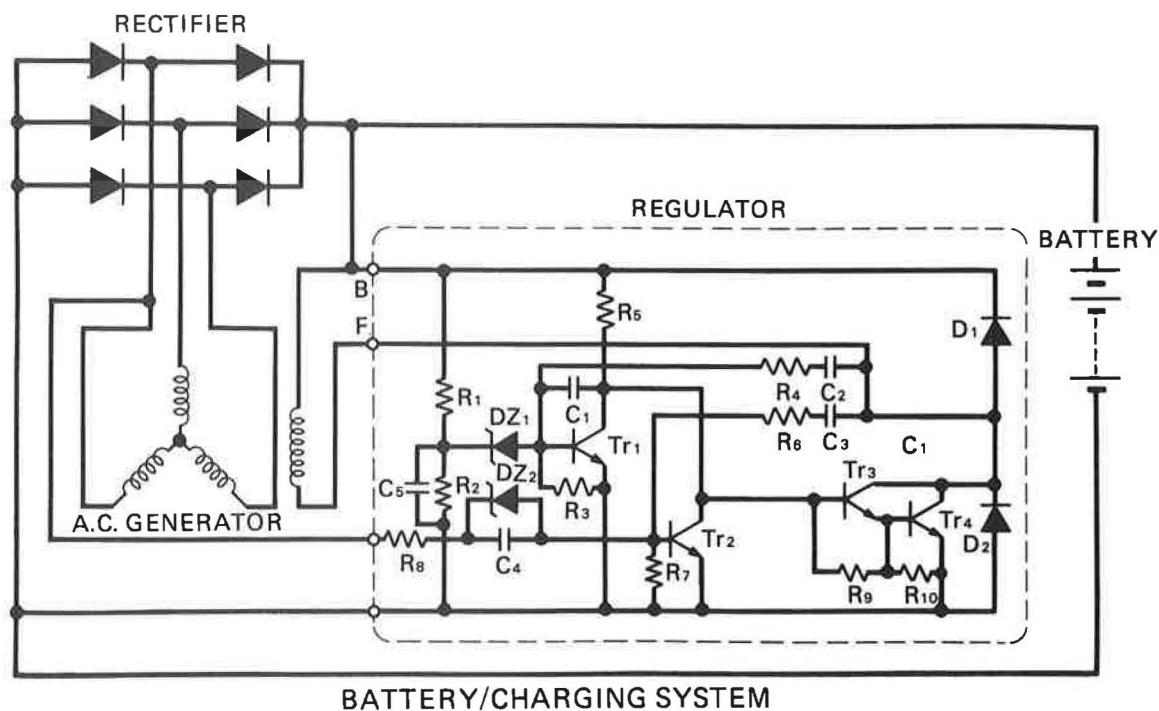 RECTIFIER
REGULATOR
BATTERY
B
R5
D1
F
R4
C2
R1
C1
DZ1
R6
C3
C1
Tr1
DZ2
Tr3
C5
R2
R3
A.C. GENERATOR
Tr4
D2
R8
C4
Tr2
R7
R9
R10
BATTERY/CHARGING SYSTEM